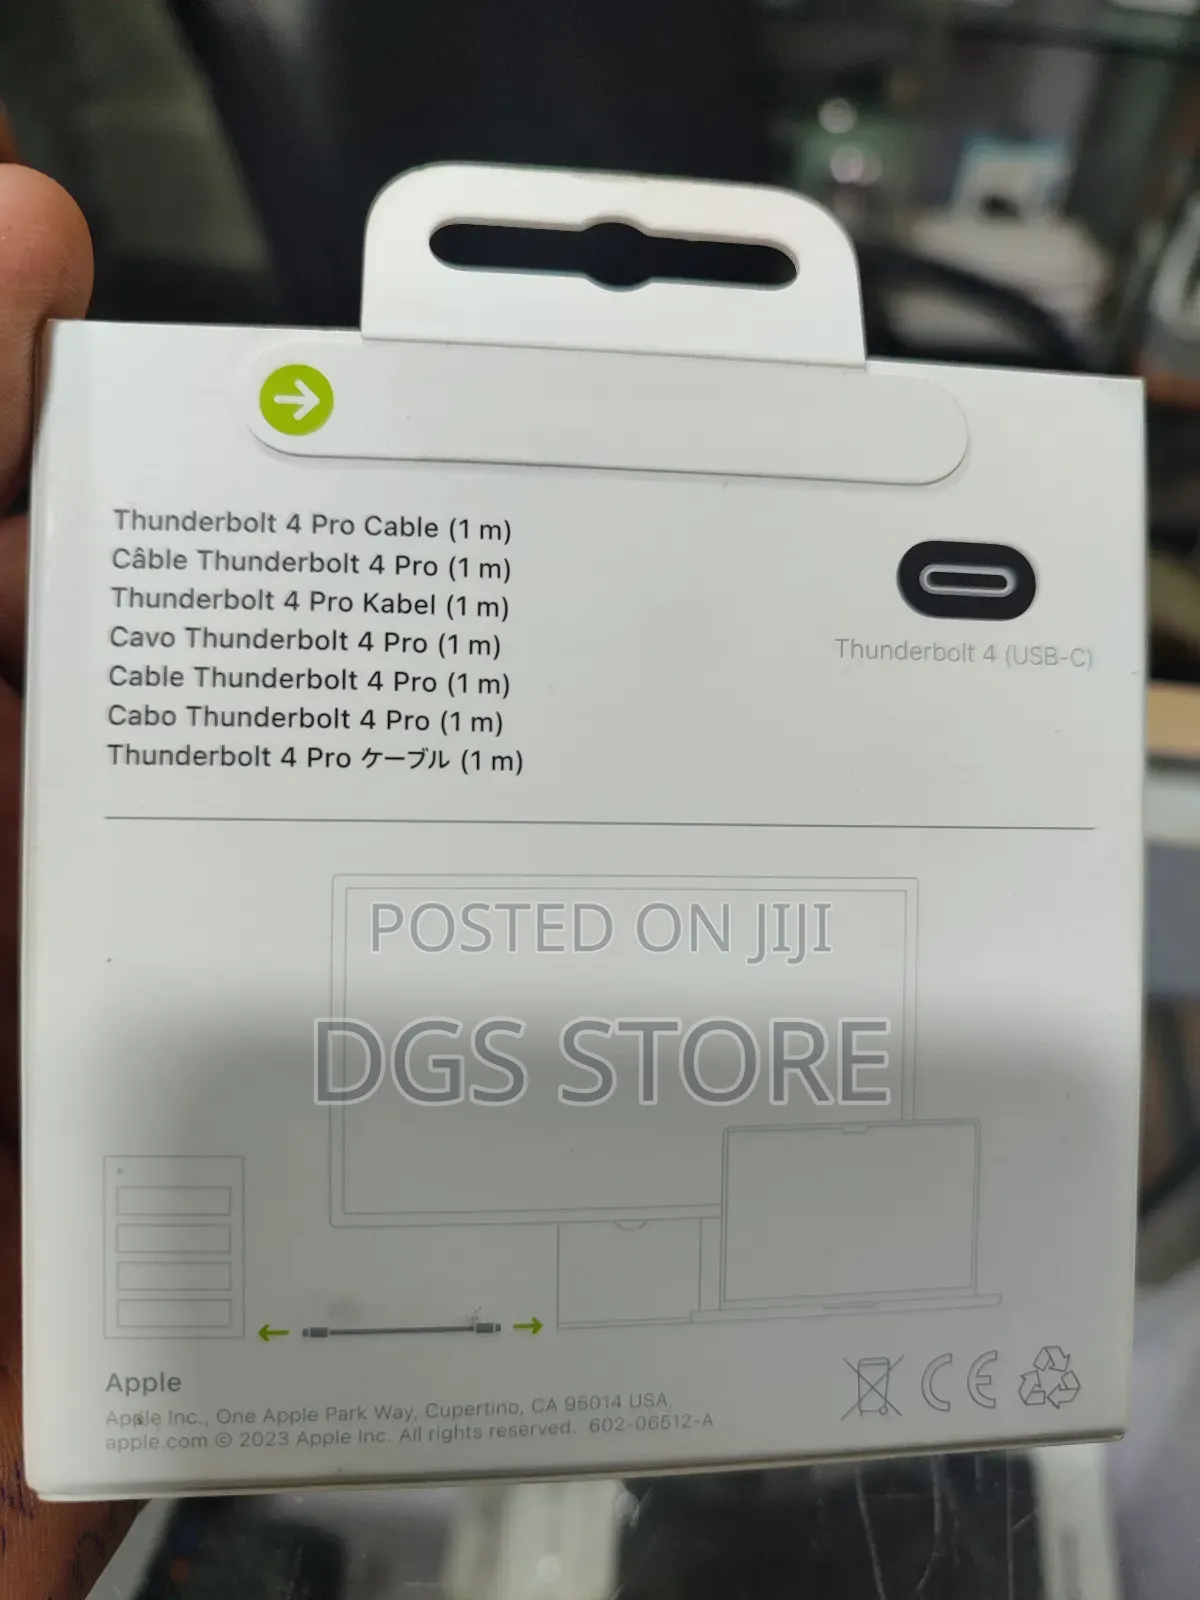 Thunderbolt 4 Pro Cable (1 m)
Câble Thunderbolt 4 Pro (1 m)
Thunderbolt 4 Pro Kabel (1 m)
Cavo Thunderbolt 4 Pro (1 m)
Cable Thunderbolt 4 Pro (1 m)
Cabo Thunderbolt 4 Pro (1 m)
Thunderbolt 4 Pro ケーブル (1 m)
Thunderbolt 4 (USB-C)
POSTED ON JIJI
DGS STORE
Apple
Apple Inc., One Apple Park Way, Cupertino, CA 95014 USA
apple.com © 2023 Apple Inc. All rights reserved. 602-06512-A
CE